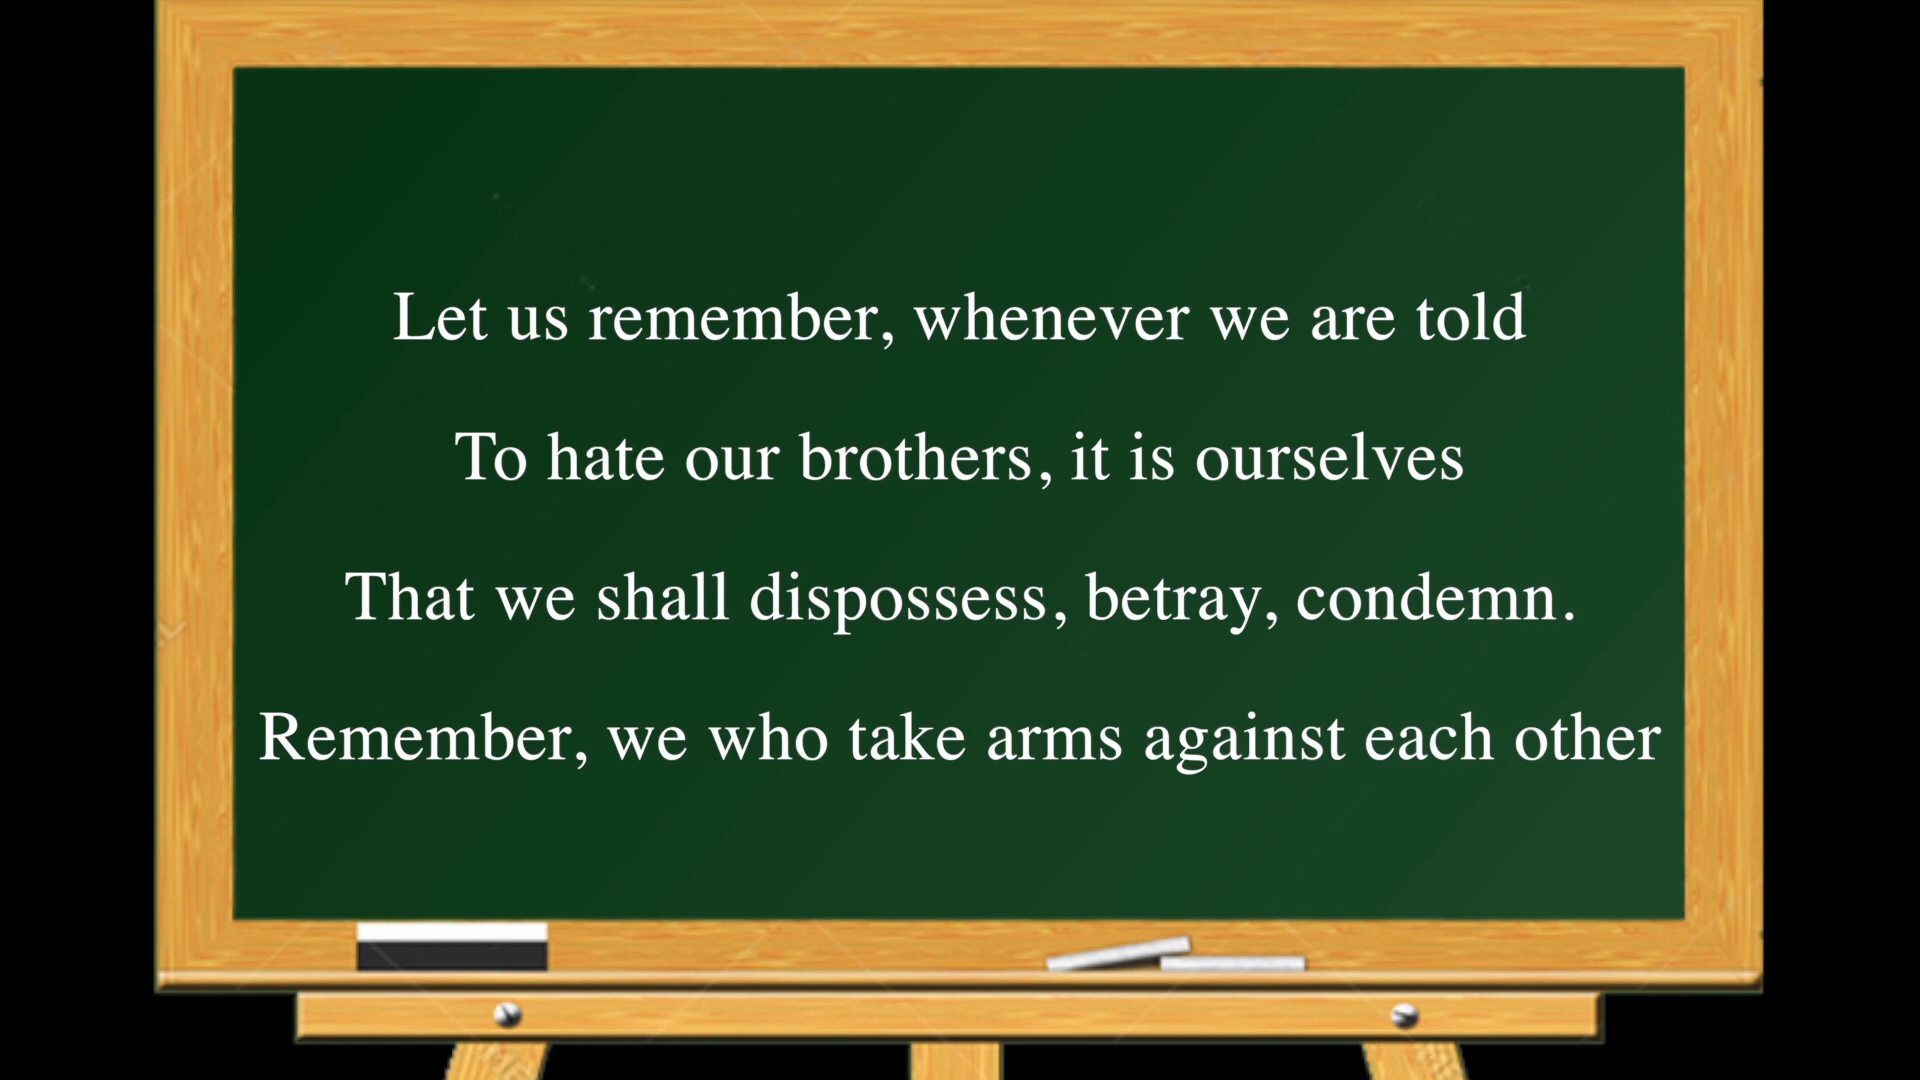 Let us remember, whenever we are told
To hate our brothers, it is ourselves
That we shall dispossess, betray, condemn.
Remember, we who take arms against each other